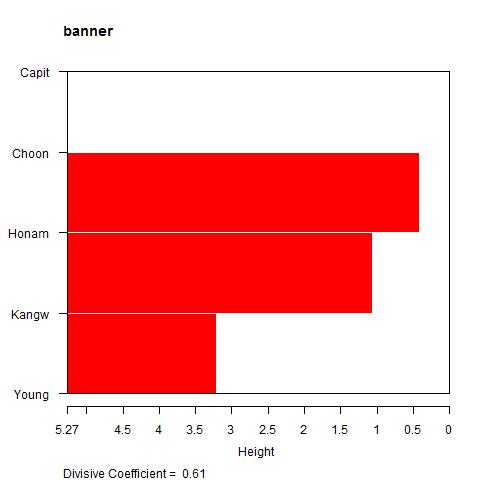 banner
Capit
Choon
Honam
Kangw
Young
5.27 4.5 4 3.5 3 2.5 2 1.5 1 0.5 0
Height
Divisive Coefficient = 0.61